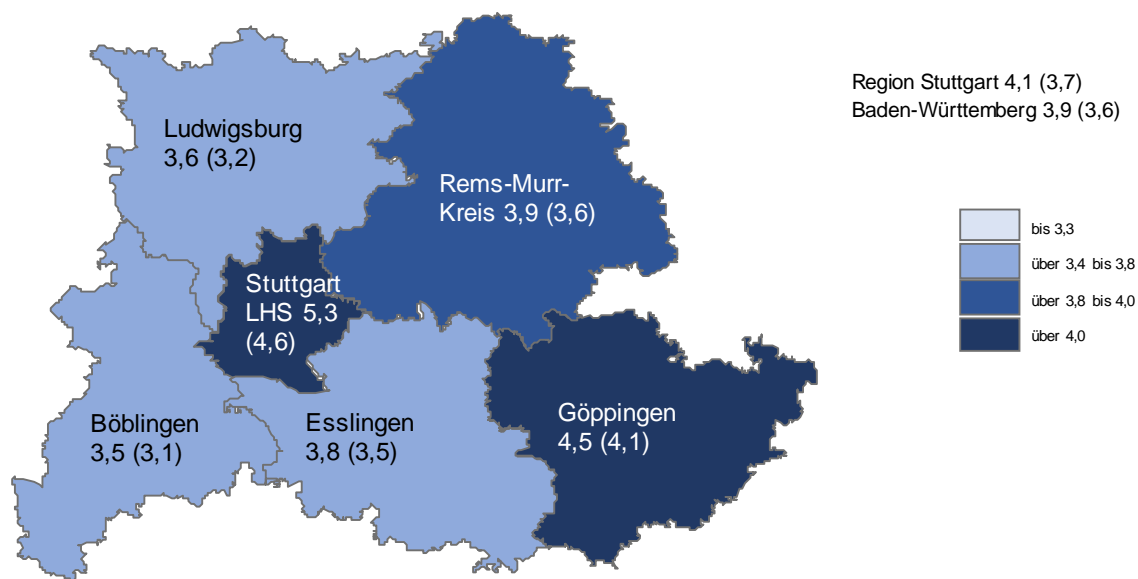 Region Stuttgart 4,1 (3,7)
Baden-Württemberg 3,9 (3,6)
Ludwigsburg
3,6 (3,2)
Rems-Murr-
Kreis 3,9 (3,6)
Stuttgart
LHS 5,3
(4,6)
Böblingen
3,5 (3,1)
Esslingen
3,8 (3,5)
Göppingen
4,5 (4,1)
bis 3,3
über 3,4 bis 3,8
über 3,8 bis 4,0
über 4,0